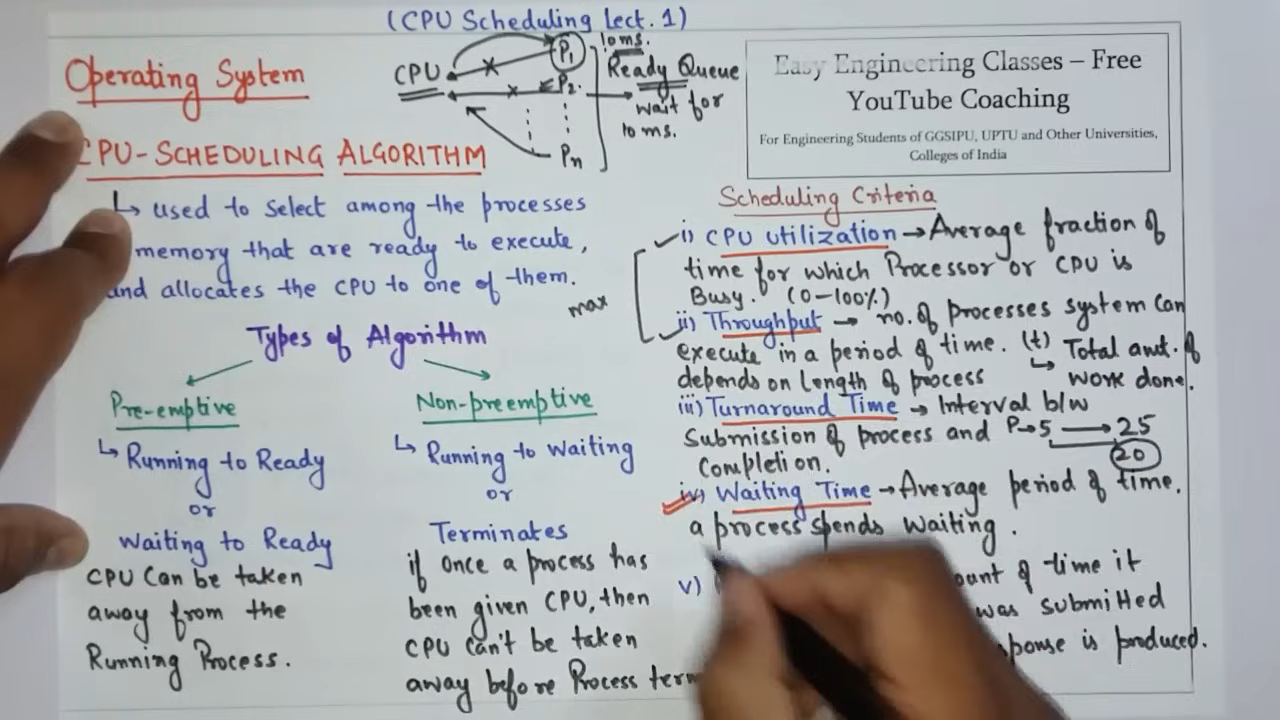 (CPU Scheduling Lect. 1)
Operating System
CPU
P1
P2.
Pn
10ms.
Ready Queue
wait for
10 ms.
Easy Engineering Classes – Free
YouTube Coaching
For Engineering Students of GGSIPU, UPTU and Other Universities,
Colleges of India
CPU-SCHEDULING ALGORITHM
↳ used to select among the processes
memory that are ready to execute,
and allocates the CPU to one of them.
Types of Algorithm
Pre-emptive
↳ Running to Ready
or
waiting to Ready
CPU Can be taken
away from the
Running Process.
Non-preemptive
↳ Running to Waiting
or
Terminates
if once a process has
been given CPU, then
CPU can't be taken
away before Process term
Scheduling Criteria
max
i) CPU Utilization → Average fraction of
time for which Processor or CPU is
Busy. (0-100%)
ii) Throughput → no. of processes system can
execute in a period of time. (t)
↳ Total amt. of
work done.
depends on Length of process
iii) Turnaround Time → Interval b/w
Submission of process and
Completion.
P→5 → 25
20
iv) Waiting Time → Average period of time.
a process spends waiting.
v)
of time it
was submitted
is produced.